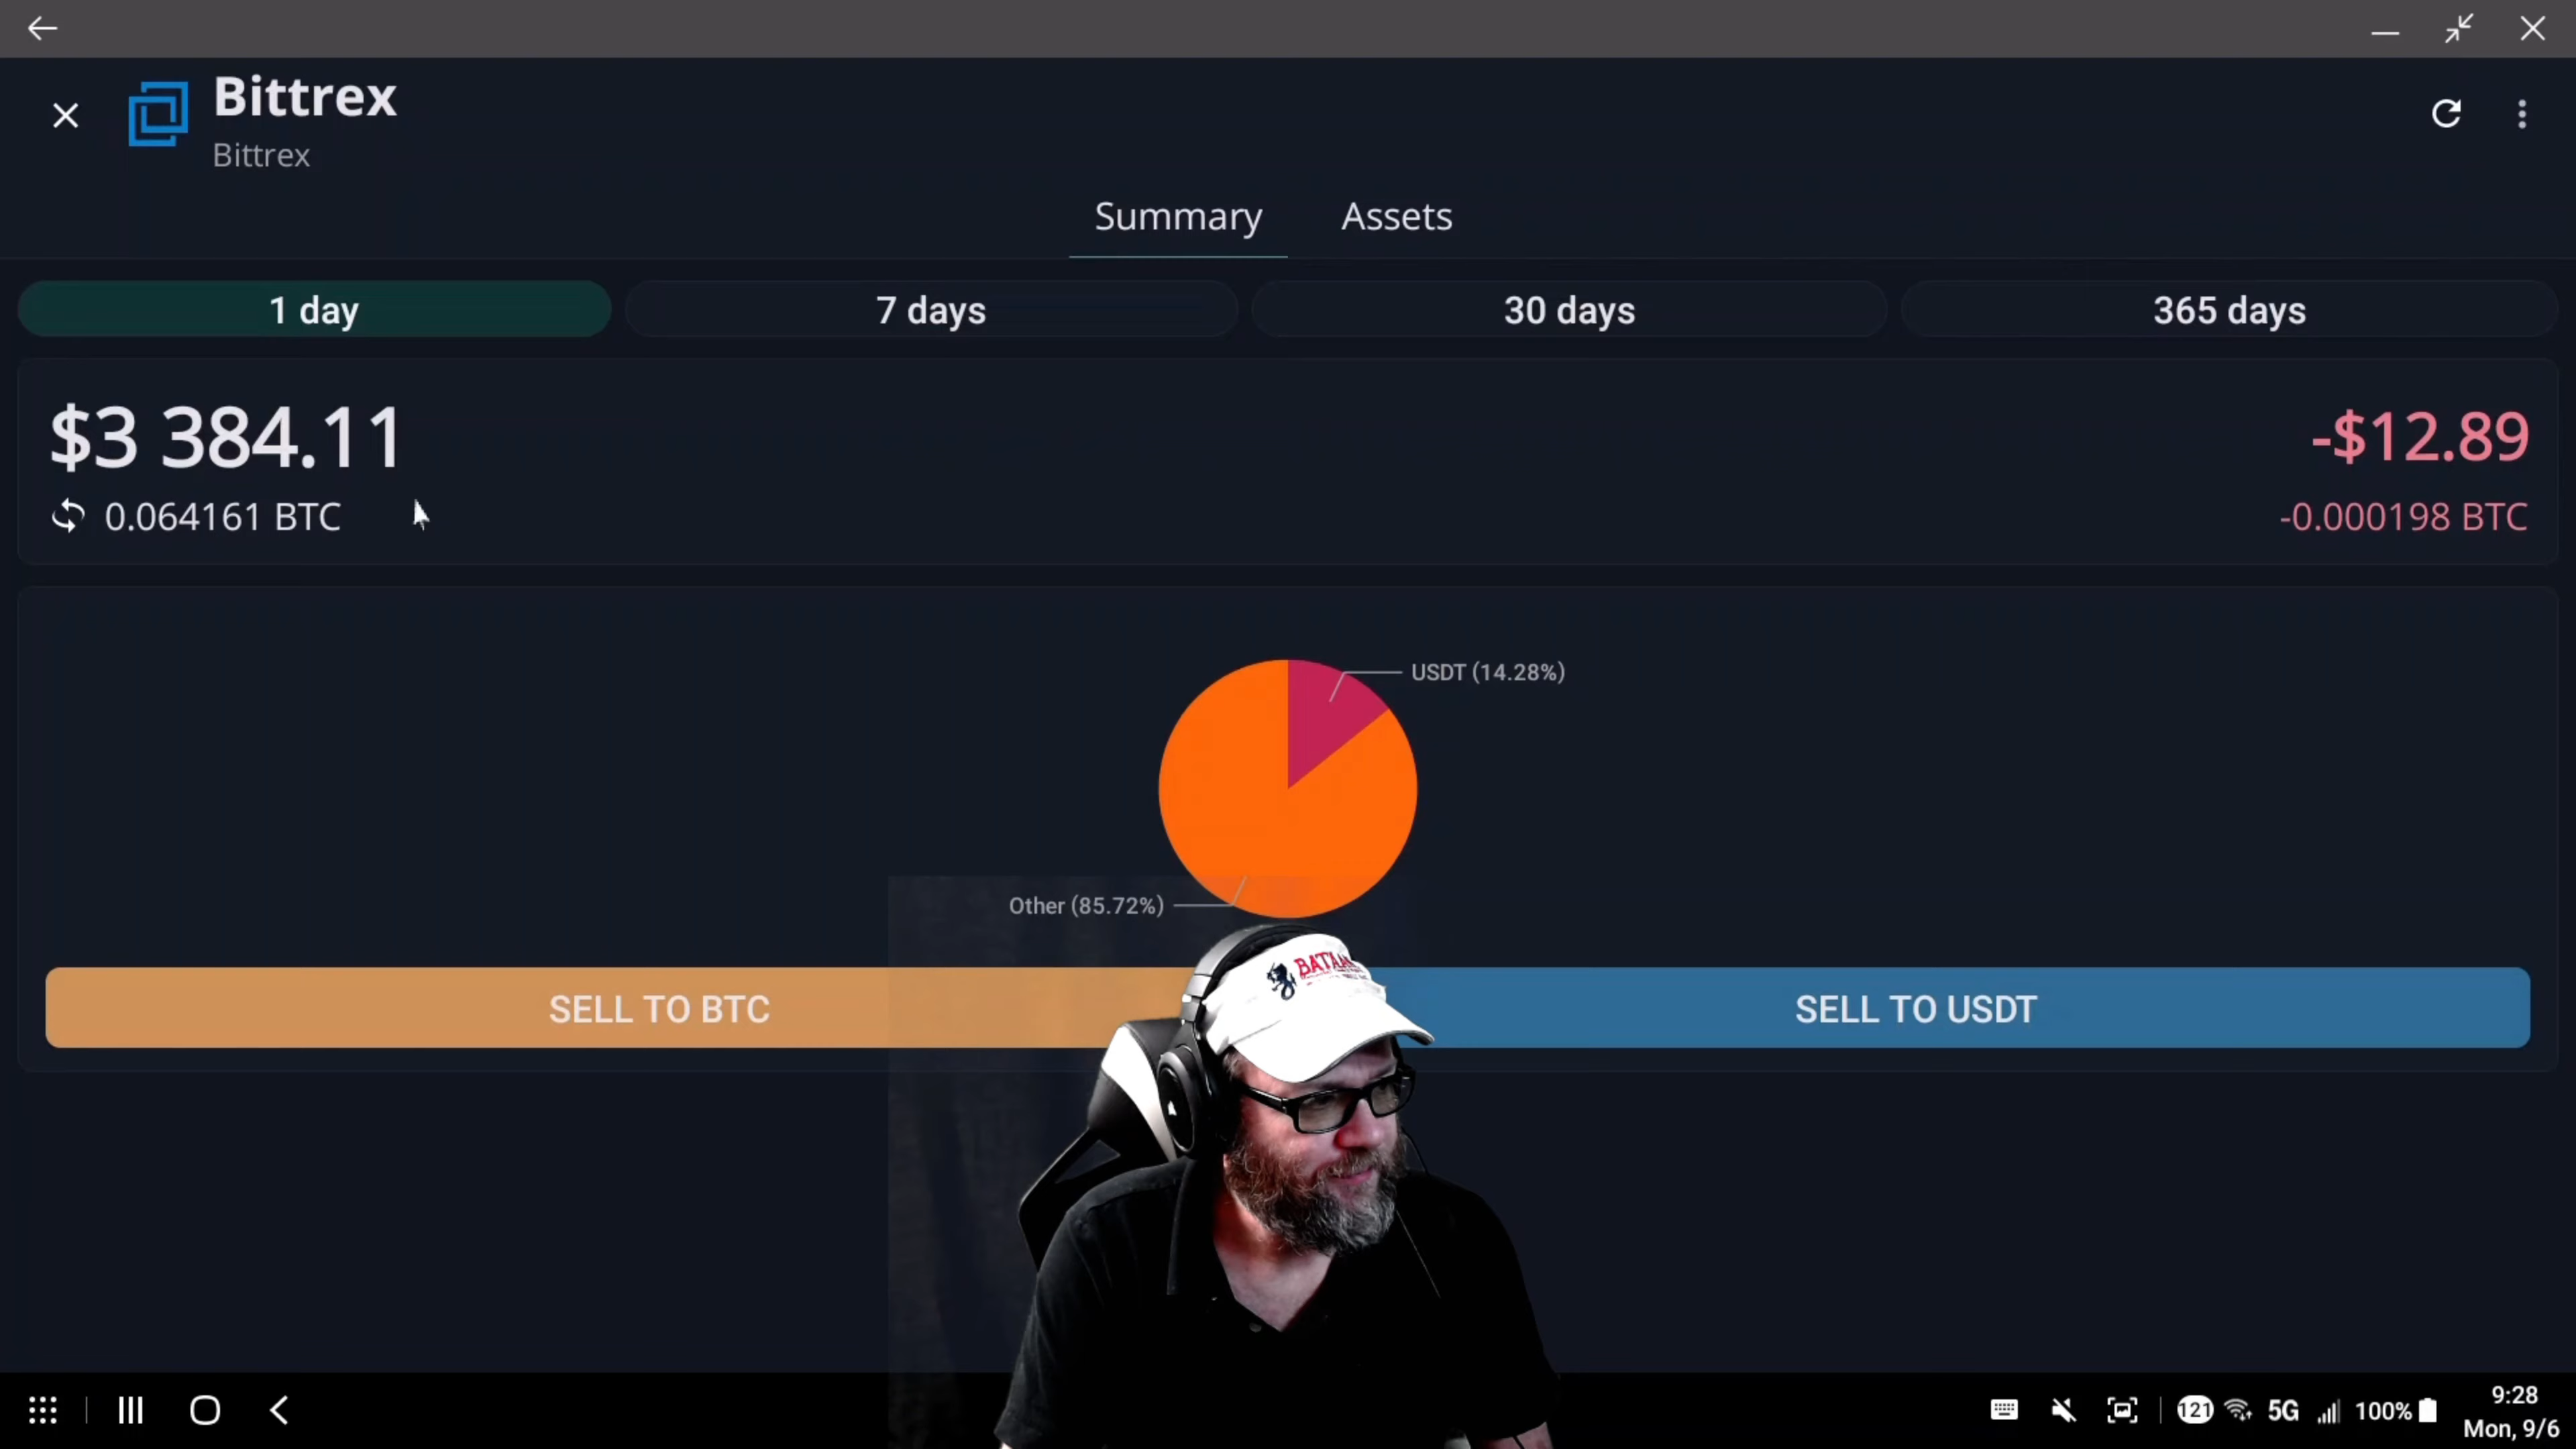 Bittrex
Bittrex
Summary Assets
1 day 7 days 30 days 365 days
$3 384.11 -$12.89
0.064161 BTC -0.000198 BTC
USDT (14.28%)
Other (85.72%)
SELL TO BTC SELL TO USDT
121 5G 100% 9:28
Mon, 9/6